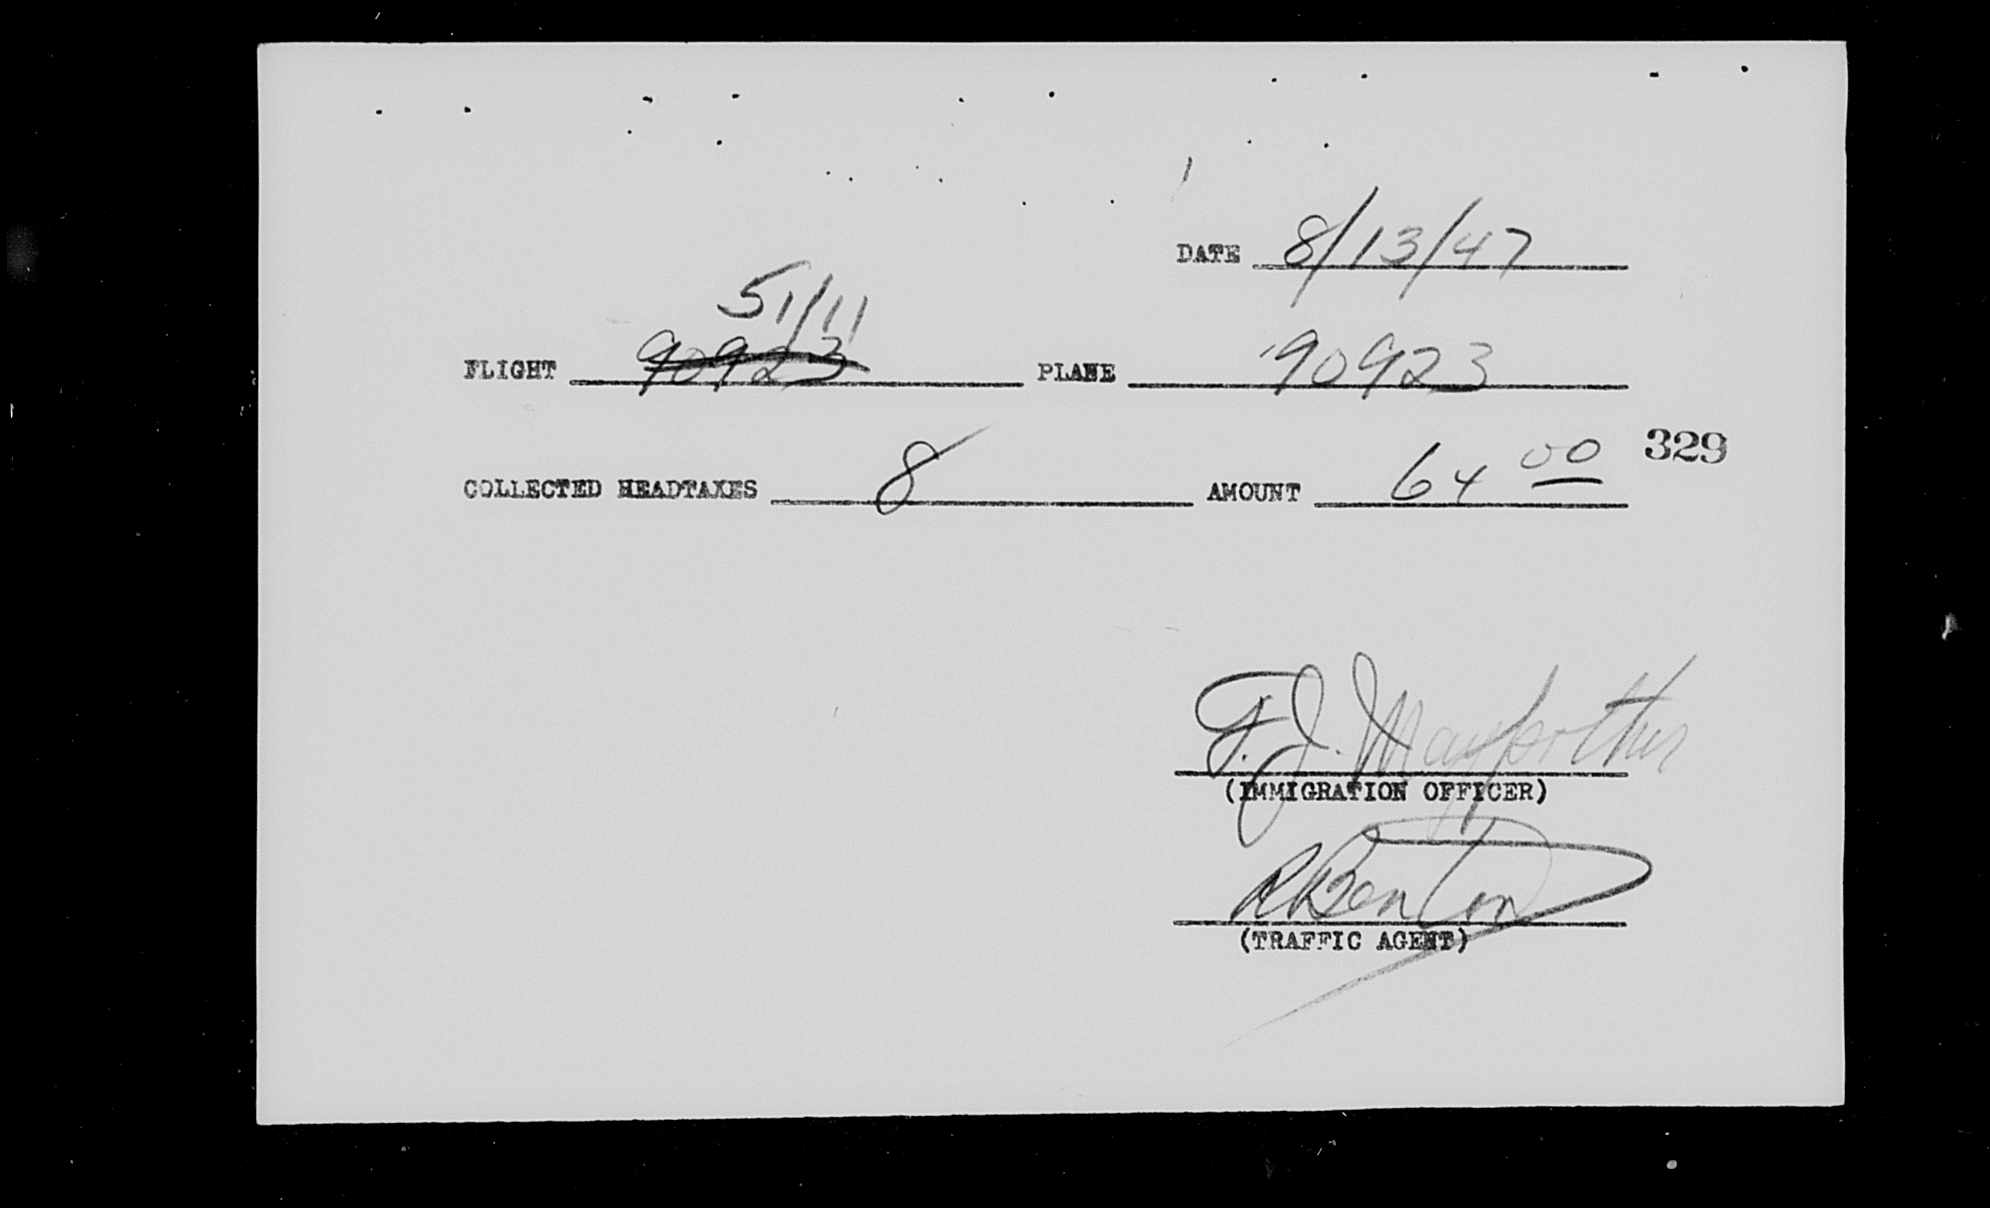 DATE 8/13/47
51/11
FLIGHT 90923 PLANE 90923
329
COLLECTED HEADTAXES 8 AMOUNT 64 00
F. J. 
(IMMIGRATION OFFICER)
R Benton
(TRAFFIC AGENT)